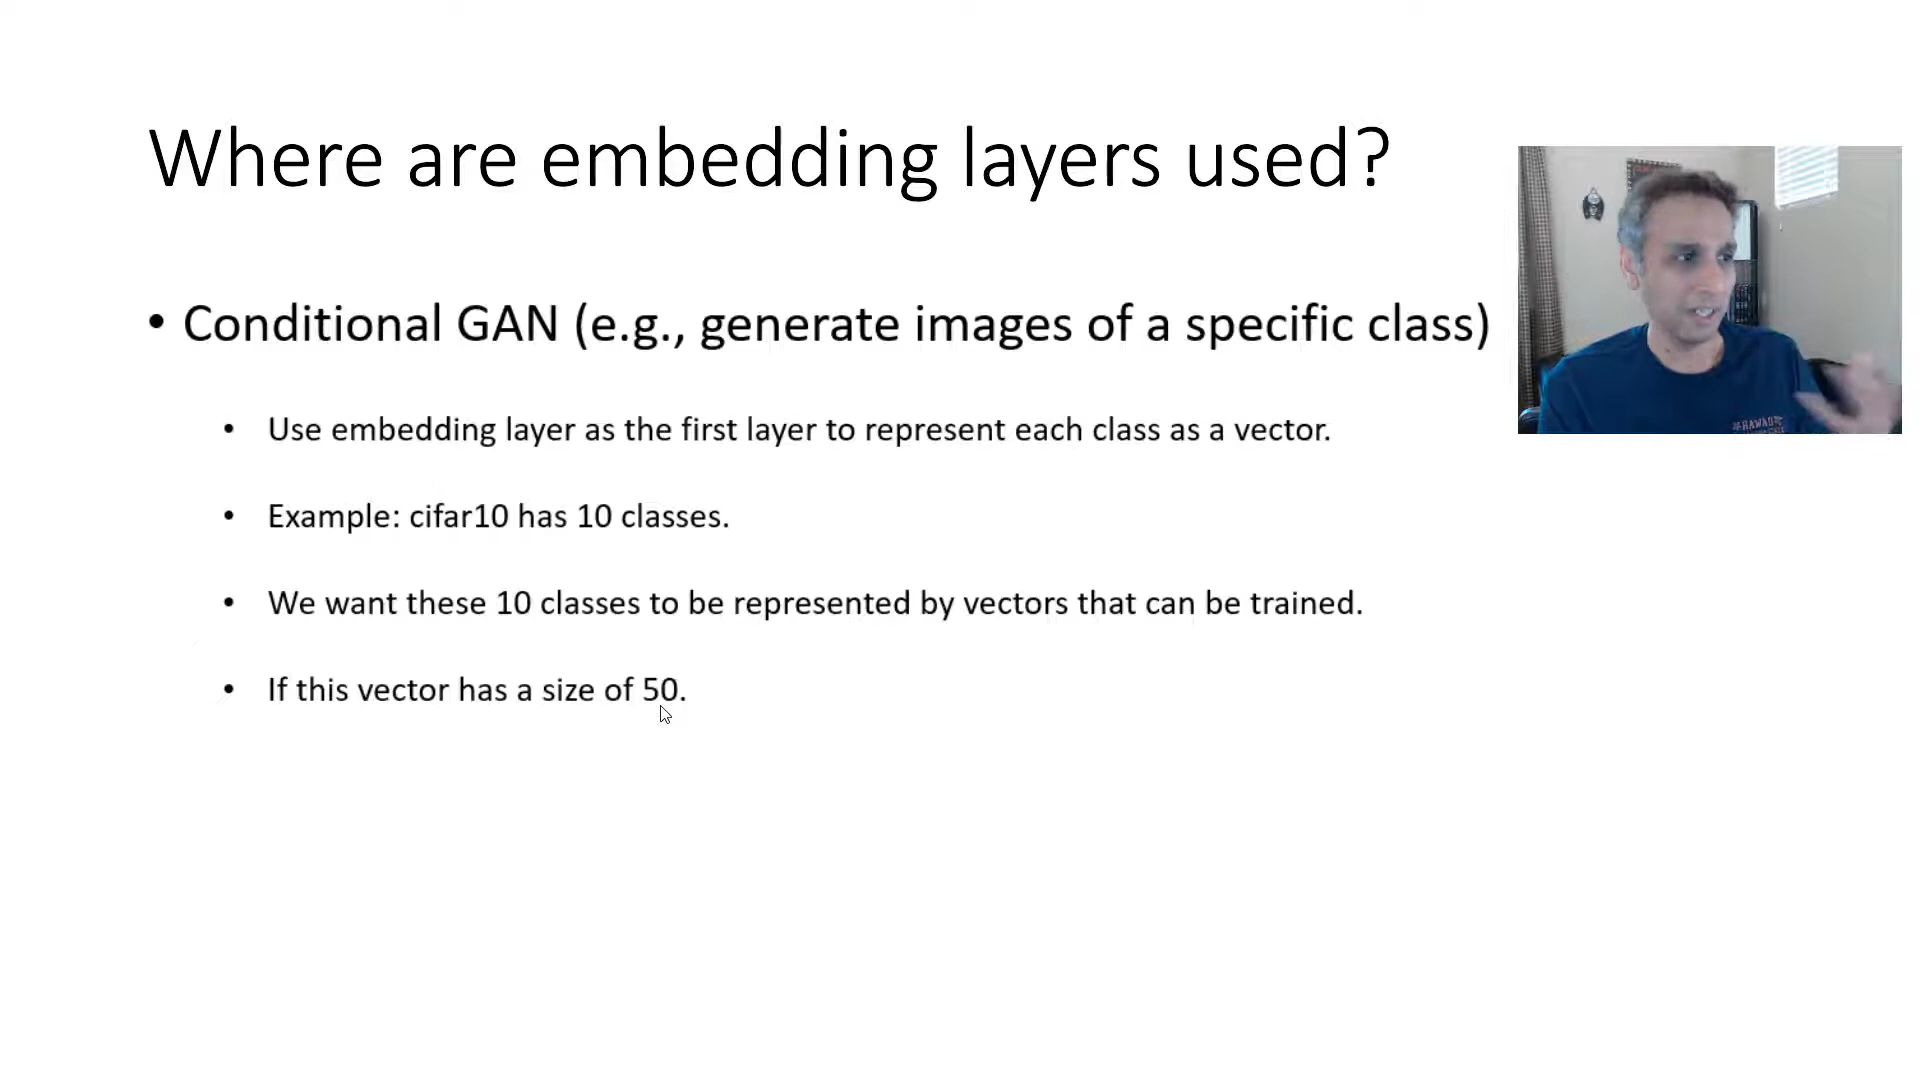 Where are embedding layers used?
• Conditional GAN (e.g., generate images of a specific class)
• Use embedding layer as the first layer to represent each class as a vector.
• Example: cifar10 has 10 classes.
• We want these 10 classes to be represented by vectors that can be trained.
• If this vector has a size of 50.
HAWAII